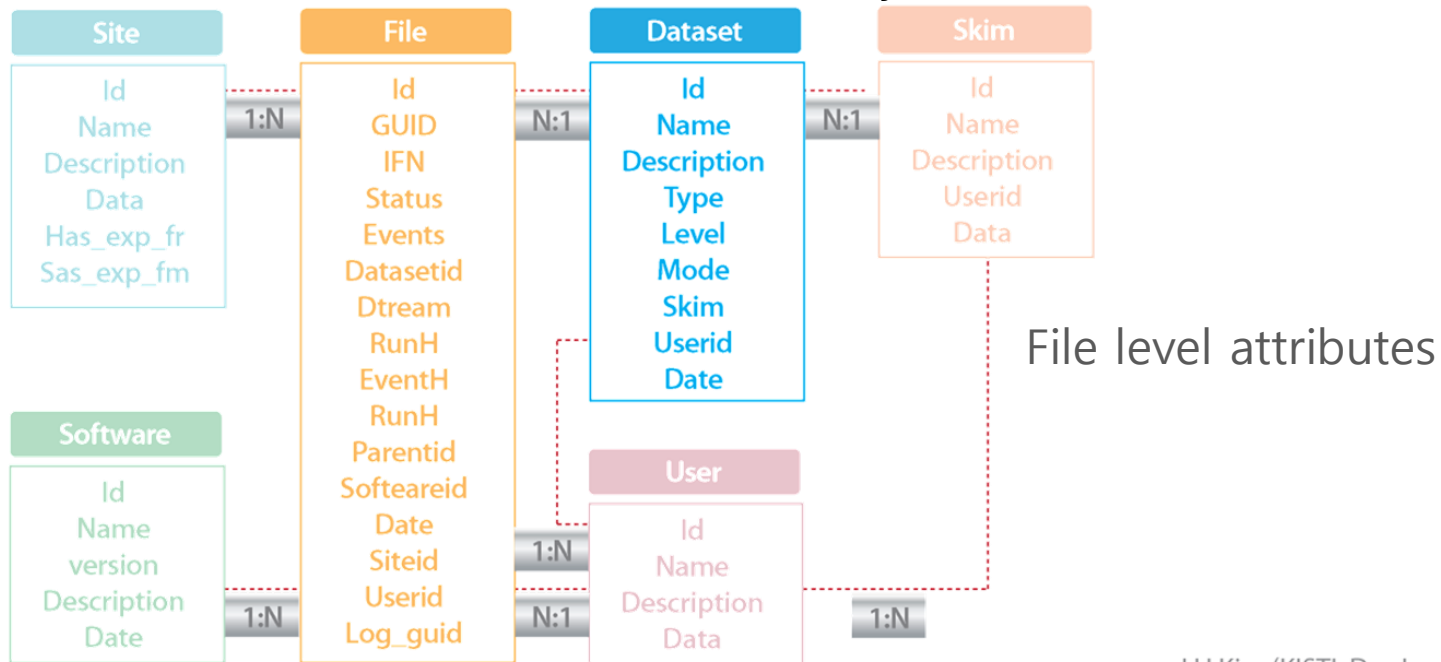 Site
Id
Name
Description
Data
Has_exp_fr
Sas_exp_fm
1:N
File
Id
GUID
IFN
Status
Events
Datasetid
Dtream
RunH
EventH
RunH
Parentid
Softeareid
Date
Siteid
Userid
Log_guid
N:1
Dataset
Id
Name
Description
Type
Level
Mode
Skim
Userid
Date
N:1
Skim
Id
Name
Description
Userid
Data
File level attributes
Software
Id
Name
version
Description
Date
1:N
1:N
N:1
User
Id
Name
Description
Data
1:N